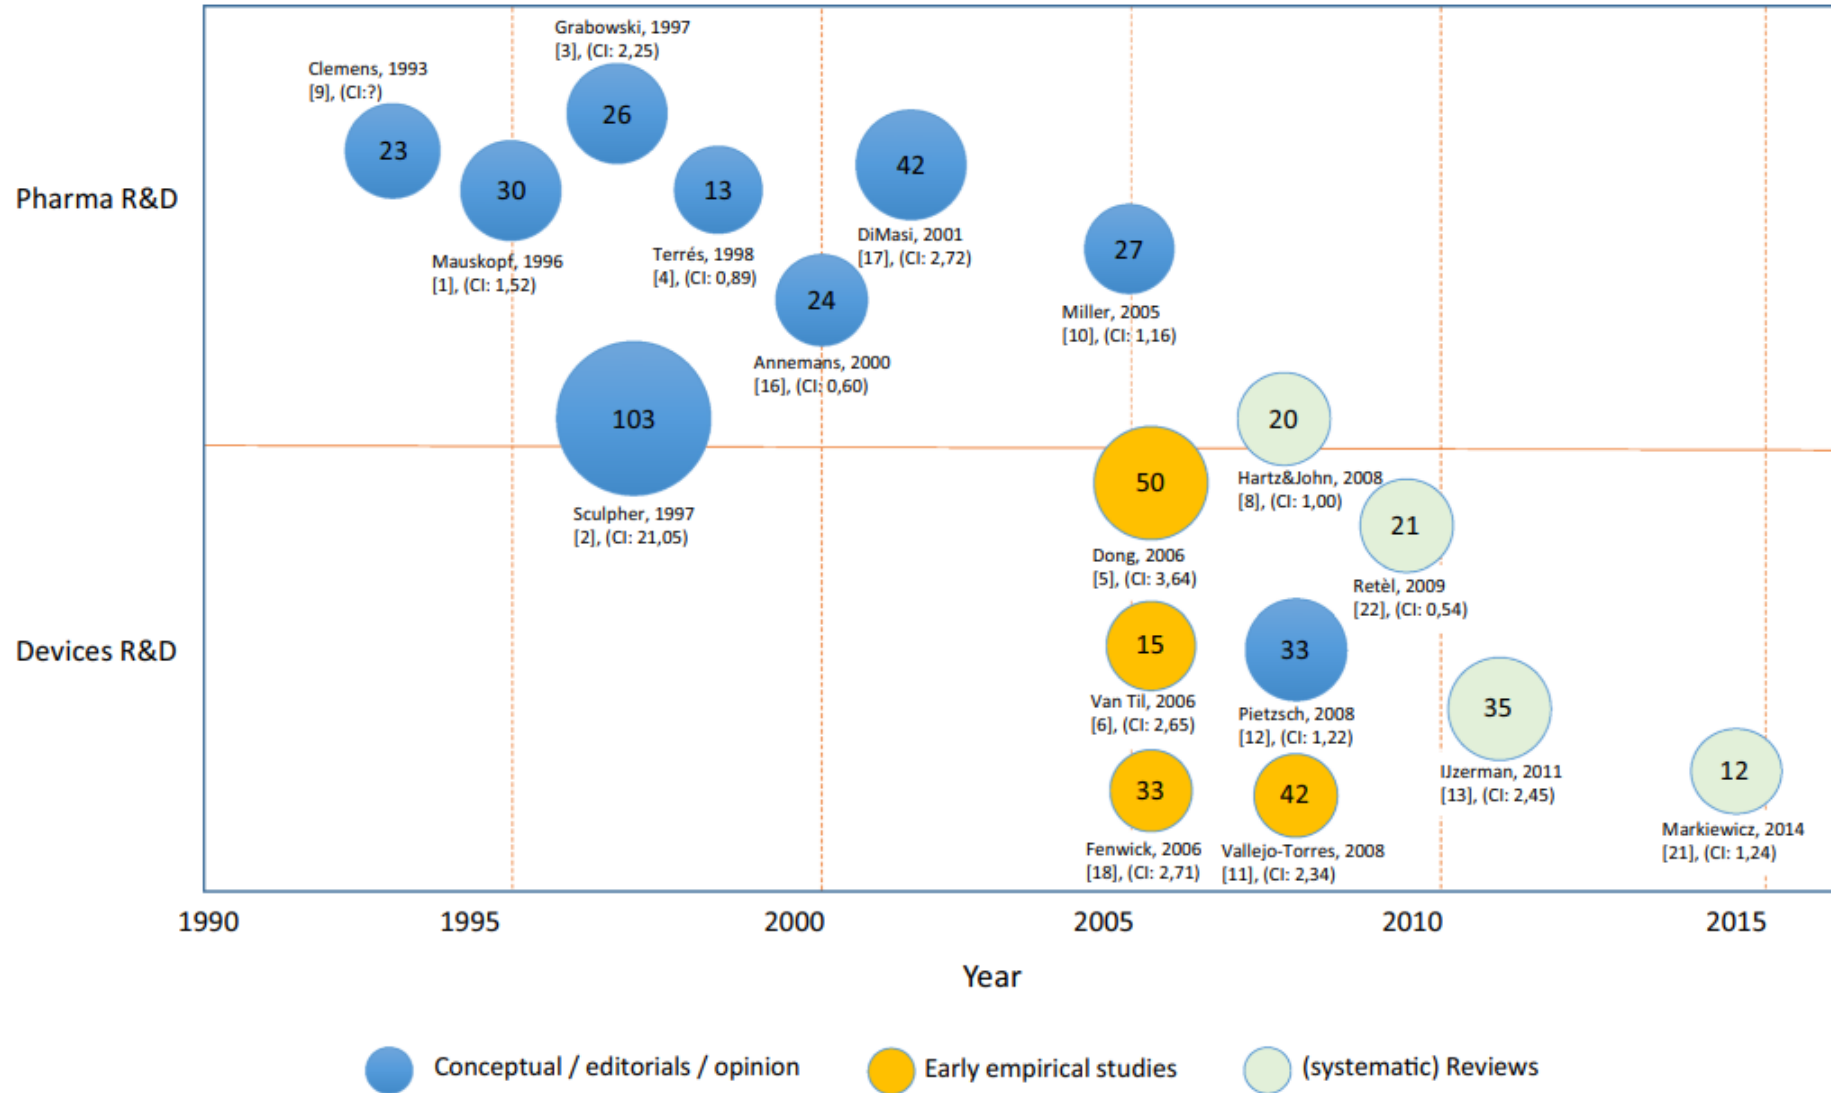 Grabowski, 1997
[3], (CI: 2,25)
Clemens, 1993
[9], (CI:?)
26
23
42
30
13
Pharma R&D
DiMasi, 2001
[17], (CI: 2,72)
27
Terrés, 1998
[4], (CI: 0,89)
Mauskopf, 1996
[1], (CI: 1,52)
24
Miller, 2005
[10], (CI: 1,16)
Annemans, 2000
[16], (CI: 0,60)
103
20
Hartz&John, 2008
[8], (CI: 1,00)
50
Sculpher, 1997
[2], (CI: 21,05)
21
Dong, 2006
[5], (CI: 3,64)
Retèl, 2009
[22], (CI: 0,54)
Devices R&D
15
33
Van Til, 2006
[6], (CI: 2,65)
Pietzsch, 2008
[12], (CI: 1,22)
35
IJzerman, 2011
[13], (CI: 2,45)
12
33
42
Markiewicz, 2014
[21], (CI: 1,24)
Fenwick, 2006
[18], (CI: 2,71)
Vallejo-Torres, 2008
[11], (CI: 2,34)
1990
1995
2000
2005
2010
2015
Year
Conceptual / editorials / opinion
Early empirical studies
(systematic) Reviews